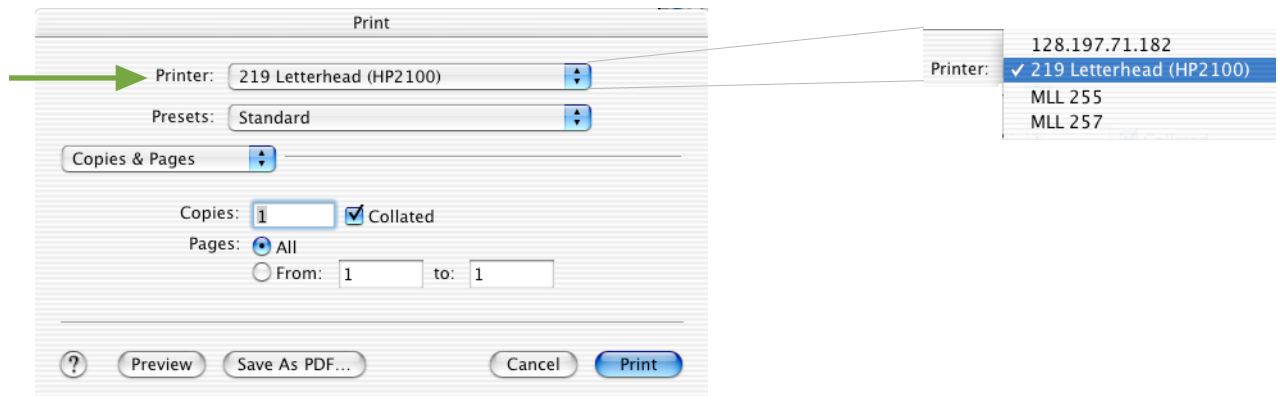 Print
Printer: 219 Letterhead (HP2100)
Presets: Standard
Copies & Pages
Copies: 1 Collated
Pages: All
From: 1 to: 1
? Preview Save As PDF... Cancel Print
128.197.71.182
Printer: ✓ 219 Letterhead (HP2100)
MLL 255
MLL 257
Collated